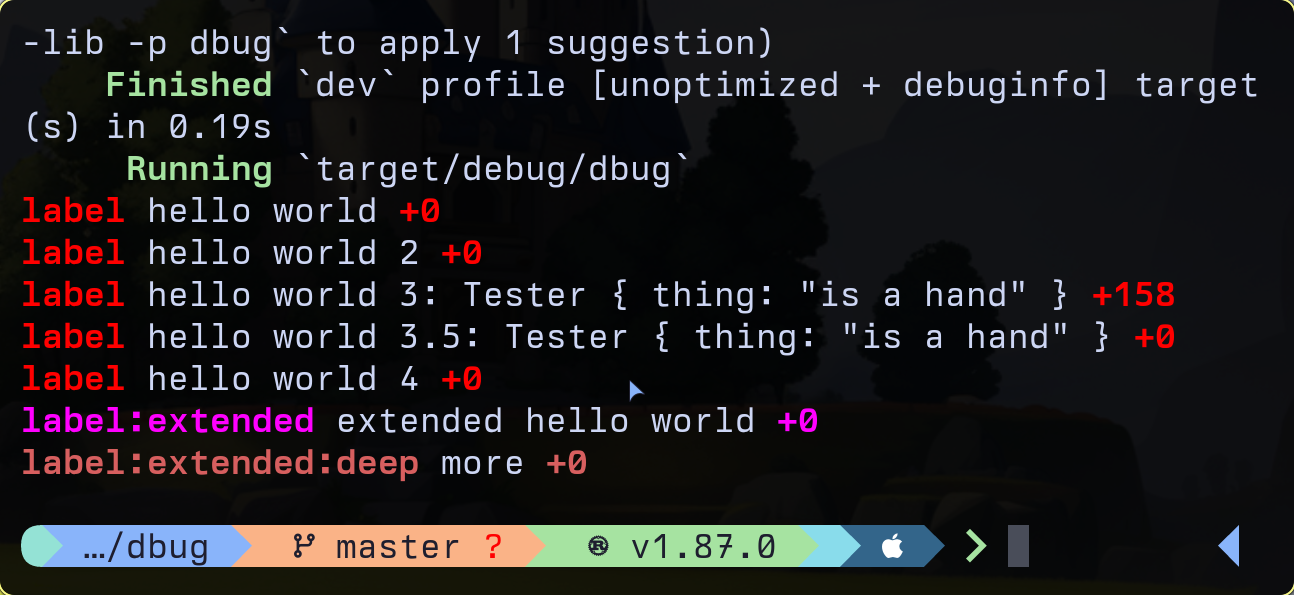 -lib -p dbug` to apply 1 suggestion)
    Finished `dev` profile [unoptimized + debuginfo] target
(s) in 0.19s
     Running `target/debug/dbug`
label hello world +0
label hello world 2 +0
label hello world 3: Tester { thing: "is a hand" } +158
label hello world 3.5: Tester { thing: "is a hand" } +0
label hello world 4 +0
label:extended extended hello world +0
label:extended:deep more +0
…/dbug master ? ® v1.87.0 ❯